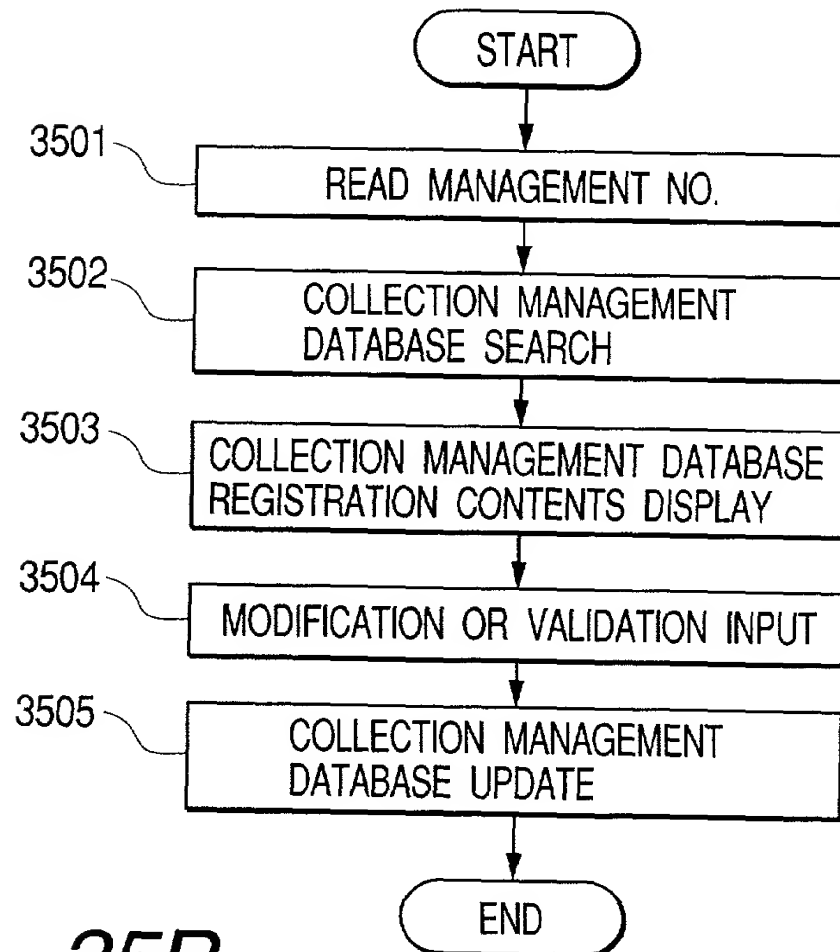 START
3501
READ MANAGEMENT NO.
3502
COLLECTION MANAGEMENT
DATABASE SEARCH
3503
COLLECTION MANAGEMENT DATABASE
REGISTRATION CONTENTS DISPLAY
3504
MODIFICATION OR VALIDATION INPUT
3505
COLLECTION MANAGEMENT
DATABASE UPDATE
END